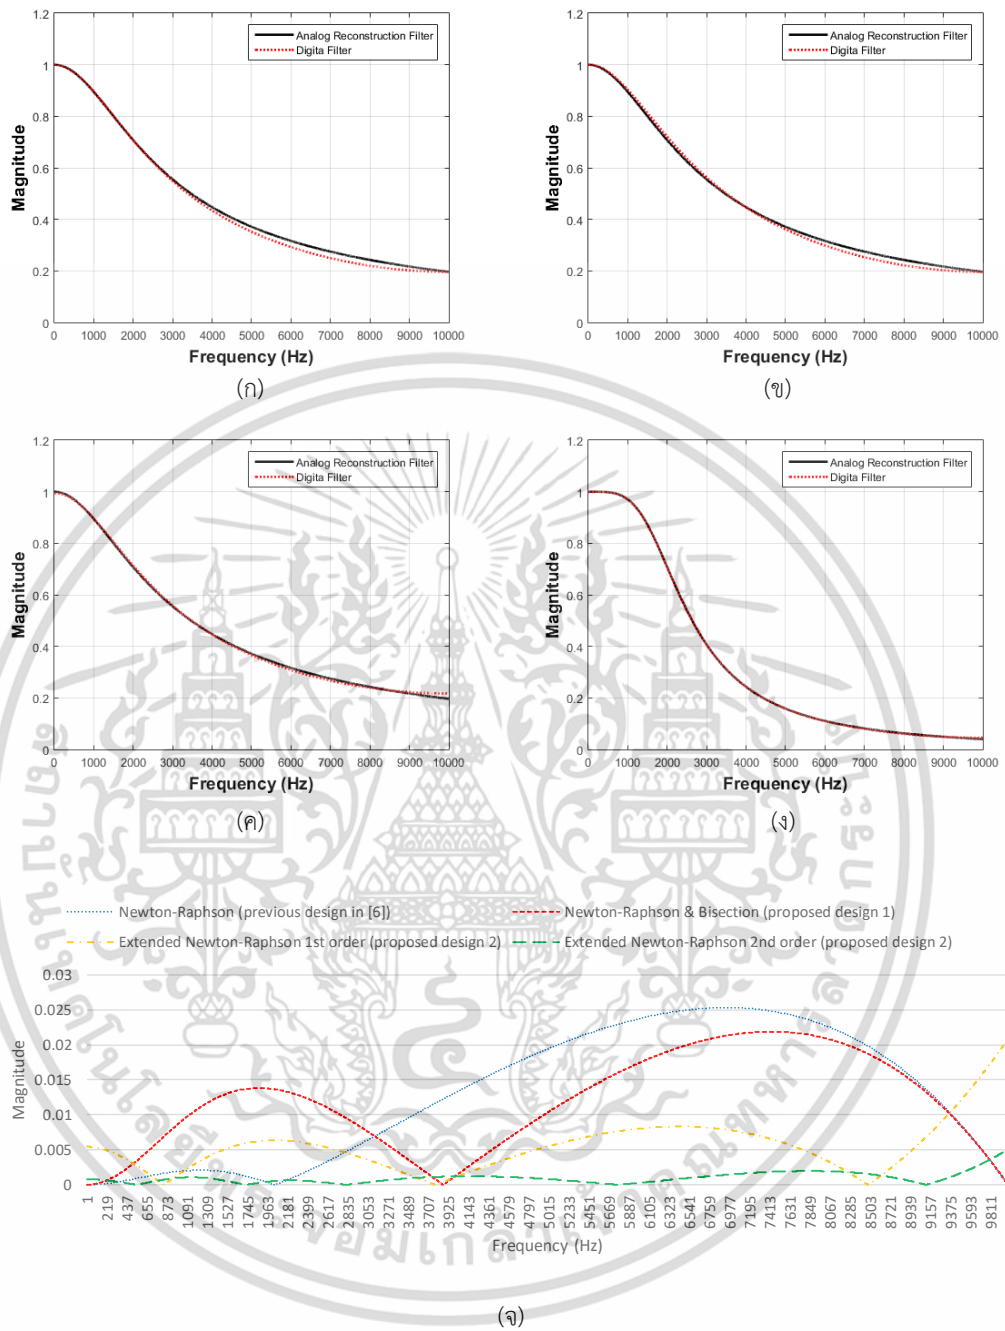 1.2
1
0.8
0.6
0.4
0.2
0
Magnitude
Analog Reconstruction Filter
Digita Filter
0 1000 2000 3000 4000 5000 6000 7000 8000 9000 10000
Frequency (Hz)
(ก)
1.2
1
0.8
0.6
0.4
0.2
0
Magnitude
Analog Reconstruction Filter
Digita Filter
0 1000 2000 3000 4000 5000 6000 7000 8000 9000 10000
Frequency (Hz)
(ข)
1.2
1
0.8
0.6
0.4
0.2
0
Magnitude
Analog Reconstruction Filter
Digita Filter
0 1000 2000 3000 4000 5000 6000 7000 8000 9000 10000
Frequency (Hz)
(ค)
1.2
1
0.8
0.6
0.4
0.2
0
Magnitude
Analog Reconstruction Filter
Digita Filter
0 1000 2000 3000 4000 5000 6000 7000 8000 9000 10000
Frequency (Hz)
(ง)
Newton-Raphson (previous design in [6])
Newton-Raphson & Bisection (proposed design 1)
Extended Newton-Raphson 1st order (proposed design 2)
Extended Newton-Raphson 2nd order (proposed design 2)
0.03
0.025
0.02
0.015
0.01
0.005
0
Magnitude
1 219 437 655 873 1091 1309 1527 1745 1963 2181 2399 2617 2835 3053 3271 3489 3707 3925 4143 4361 4579 4797 5015 5233 5451 5669 5887 6105 6323 6541 6759 6977 7195 7413 7631 7849 8067 8285 8503 8721 8939 9157 9375 9593 9811
Frequency (Hz)
(จ)